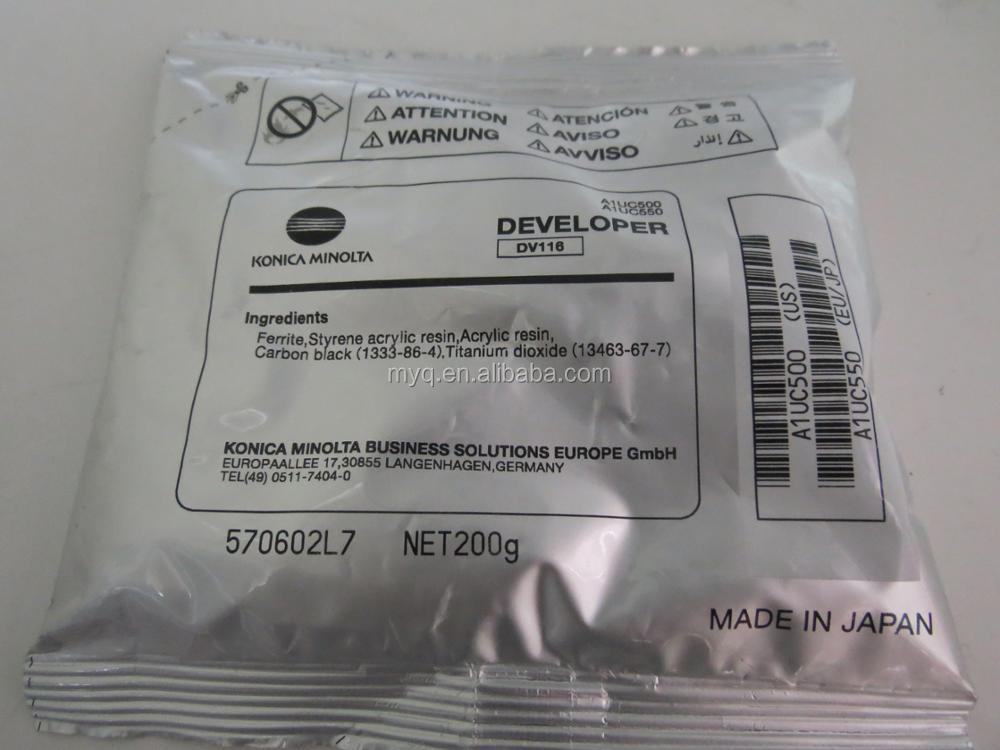 ⚠ WARNING
⚠ ATTENTION
⚠ WARNUNG
⚠ ATENCIÓN
⚠ AVISO
⚠ AVVISO
⚠ 경고
⚠ إنذار
A1UC500
A1UC550
DEVELOPER
DV116
KONICA MINOLTA
Ingredients
Ferrite,Styrene acrylic resin,Acrylic resin,
Carbon black (1333-86-4),Titanium dioxide (13463-67-7)
myq.en.alibaba.com
KONICA MINOLTA BUSINESS SOLUTIONS EUROPE GmbH
EUROPAALLEE 17,30855 LANGENHAGEN,GERMANY
TEL(49) 0511-7404-0
570602L7 NET200g
A1UC500 (US)
A1UC550 (EU/JP)
MADE IN JAPAN